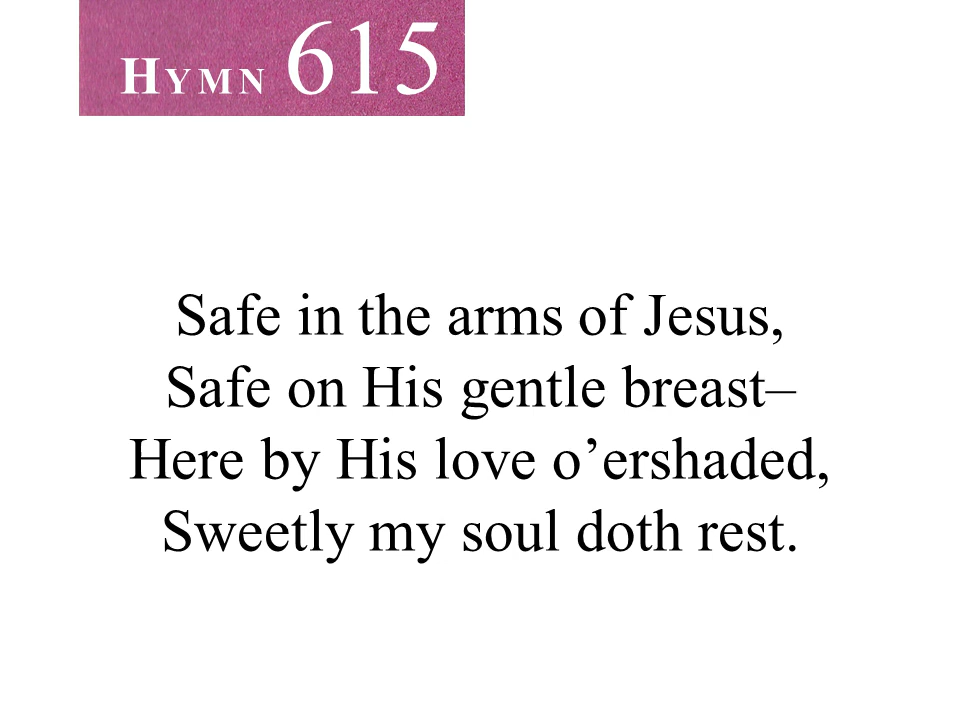 HYMN 615
Safe in the arms of Jesus,
Safe on His gentle breast–
Here by His love o’ershaded,
Sweetly my soul doth rest.